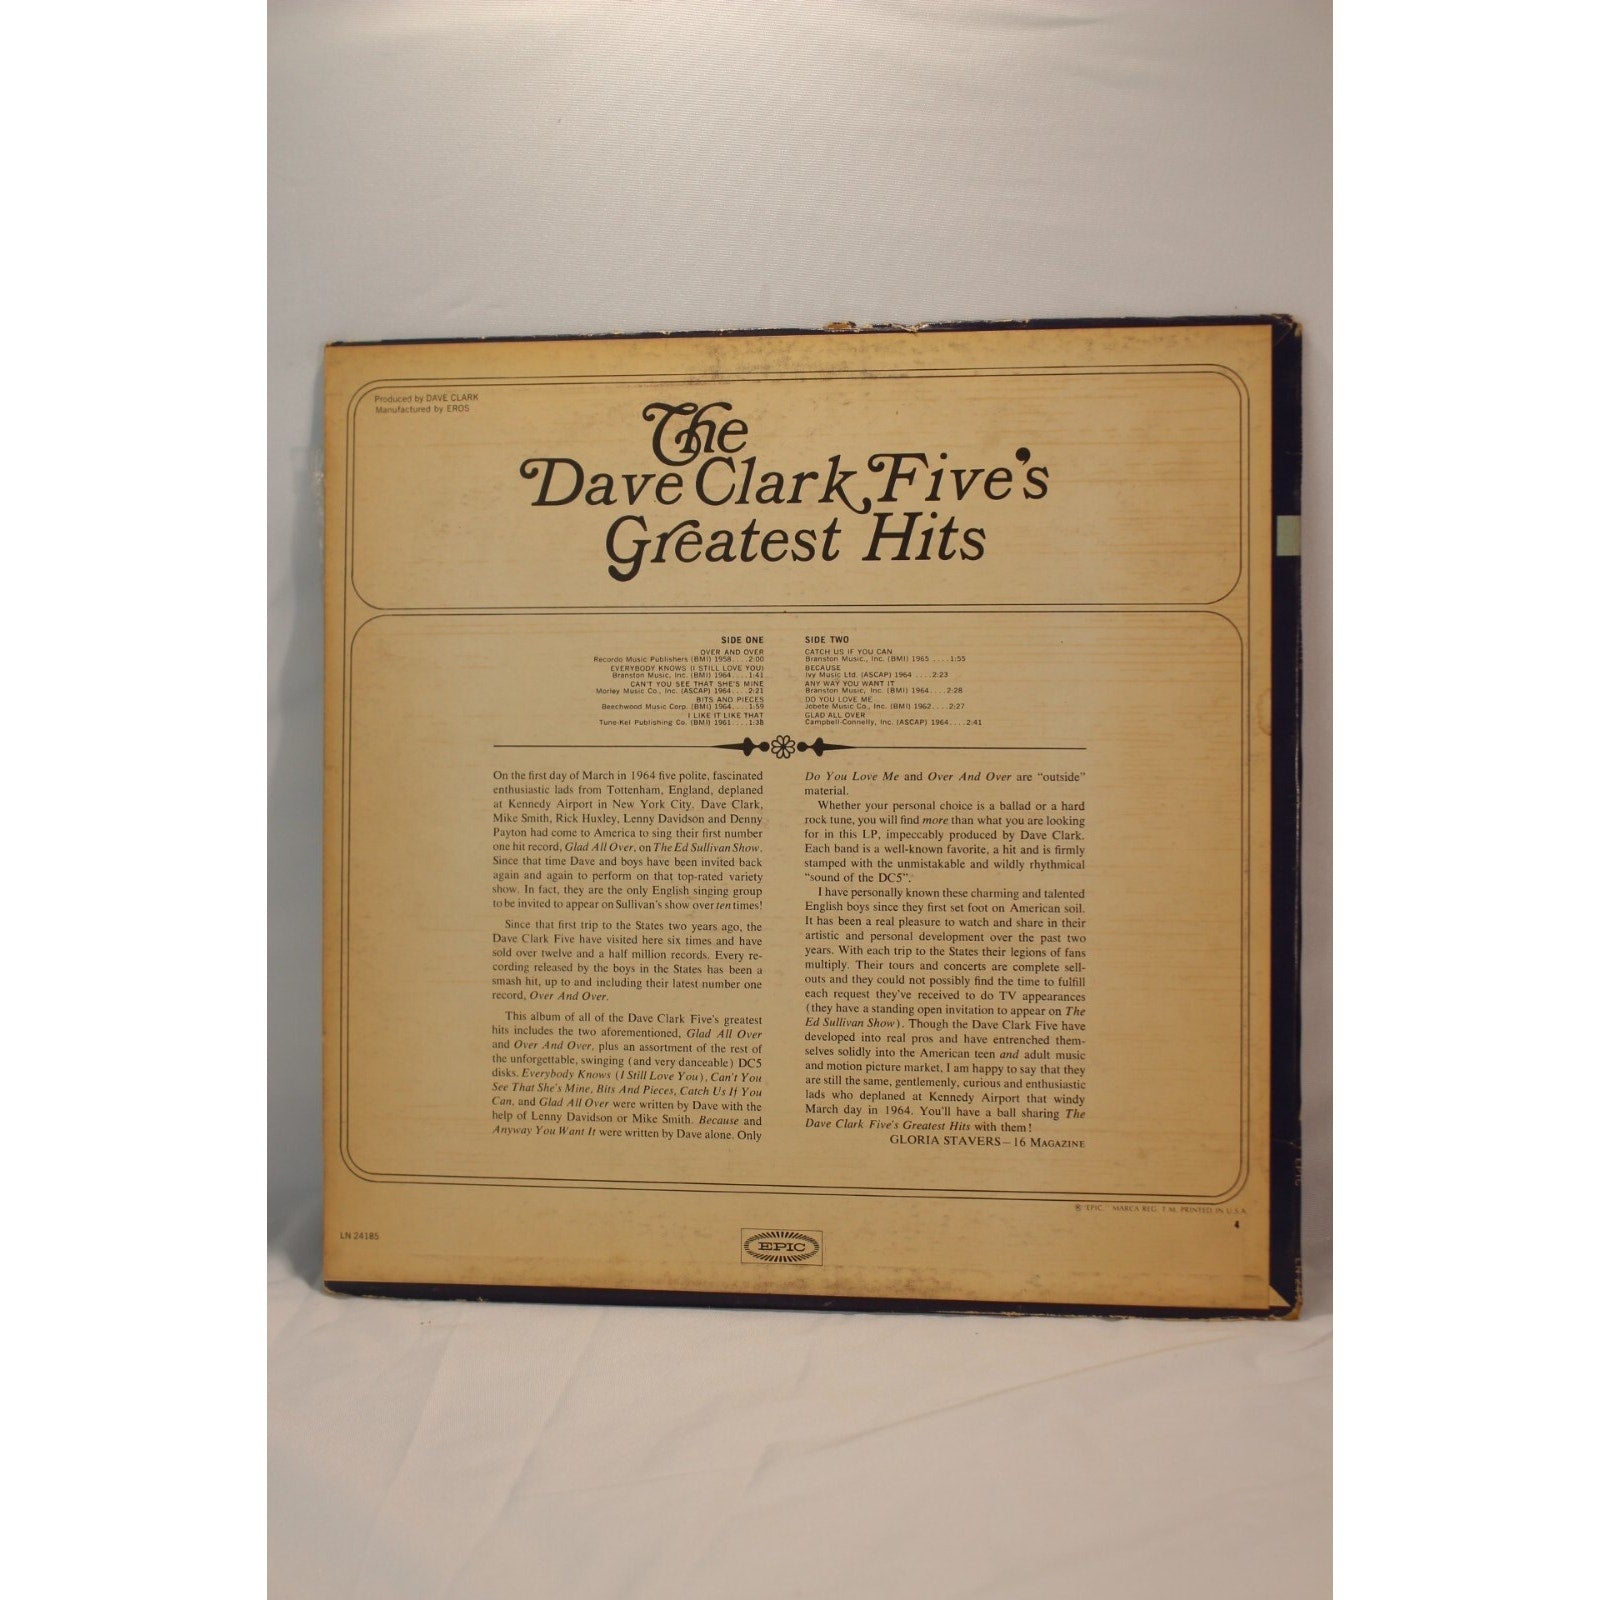 Produced by DAVE CLARK
Manufactured by EROS
The
Dave Clark Five's
Greatest Hits
SIDE ONE
OVER AND OVER
Recordo Music Publishers (BMI) 1958....2:00
EVERYBODY KNOWS (I STILL LOVE YOU)
Branston Music, Inc. (BMI) 1964....1:41
CAN'T YOU SEE THAT SHE'S MINE
Morley Music Co., Inc. (ASCAP) 1964....2:21
BITS AND PIECES
Beechwood Music Corp. (BMI) 1964....1:59
I LIKE IT LIKE THAT
Tune-Kel Publishing Co. (BMI) 1961....1:38
SIDE TWO
CATCH US IF YOU CAN
Branston Music., Inc. (BMI) 1965 ....1:55
BECAUSE
Ivy Music Ltd. (ASCAP) 1964 ....2:23
ANY WAY YOU WANT IT
Branston Music, Inc. (BMI) 1964....2:28
DO YOU LOVE ME
Jobete Music Co., Inc. (BMI) 1962....2:27
GLAD ALL OVER
Campbell-Connelly, Inc. (ASCAP) 1964....2:41
On the first day of March in 1964 five polite, fascinated
enthusiastic lads from Tottenham, England, deplaned
at Kennedy Airport in New York City. Dave Clark,
Mike Smith, Rick Huxley, Lenny Davidson and Denny
Payton had come to America to sing their first number
one hit record, Glad All Over, on The Ed Sullivan Show.
Since that time Dave and boys have been invited back
again and again to perform on that top-rated variety
show. In fact, they are the only English singing group
to be invited to appear on Sullivan's show over ten times!
Since that first trip to the States two years ago, the
Dave Clark Five have visited here six times and have
sold over twelve and a half million records. Every re-
cording released by the boys in the States has been a
smash hit, up to and including their latest number one
record, Over And Over.
This album of all of the Dave Clark Five's greatest
hits includes the two aforementioned, Glad All Over
and Over And Over, plus an assortment of the rest of
the unforgettable, swinging (and very danceable) DC5
disks. Everybody Knows (I Still Love You), Can't You
See That She's Mine, Bits And Pieces, Catch Us If You
Can, and Glad All Over were written by Dave with the
help of Lenny Davidson or Mike Smith. Because and
Anyway You Want It were written by Dave alone. Only
Do You Love Me and Over And Over are "outside"
material.
Whether your personal choice is a ballad or a hard
rock tune, you will find more than what you are looking
for in this LP, impeccably produced by Dave Clark.
Each band is a well-known favorite, a hit and is firmly
stamped with the unmistakable and wildly rhythmical
"sound of the DC5".
I have personally known these charming and talented
English boys since they first set foot on American soil.
It has been a real pleasure to watch and share in their
artistic and personal development over the past two
years. With each trip to the States their legions of fans
multiply. Their tours and concerts are complete sell-
outs and they could not possibly find the time to fulfill
each request they've received to do TV appearances
(they have a standing open invitation to appear on The
Ed Sullivan Show). Though the Dave Clark Five have
developed into real pros and have entrenched them-
selves solidly into the American teen and adult music
and motion picture market, I am happy to say that they
are still the same, gentlemenly, curious and enthusiastic
lads who deplaned at Kennedy Airport that windy
March day in 1964. You'll have a ball sharing The
Dave Clark Five's Greatest Hits with them!
GLORIA STAVERS—16 MAGAZINE
® "EPIC," MARCA REG. T.M. PRINTED IN U.S.A.
4
LN 24185
EPIC
EPIC